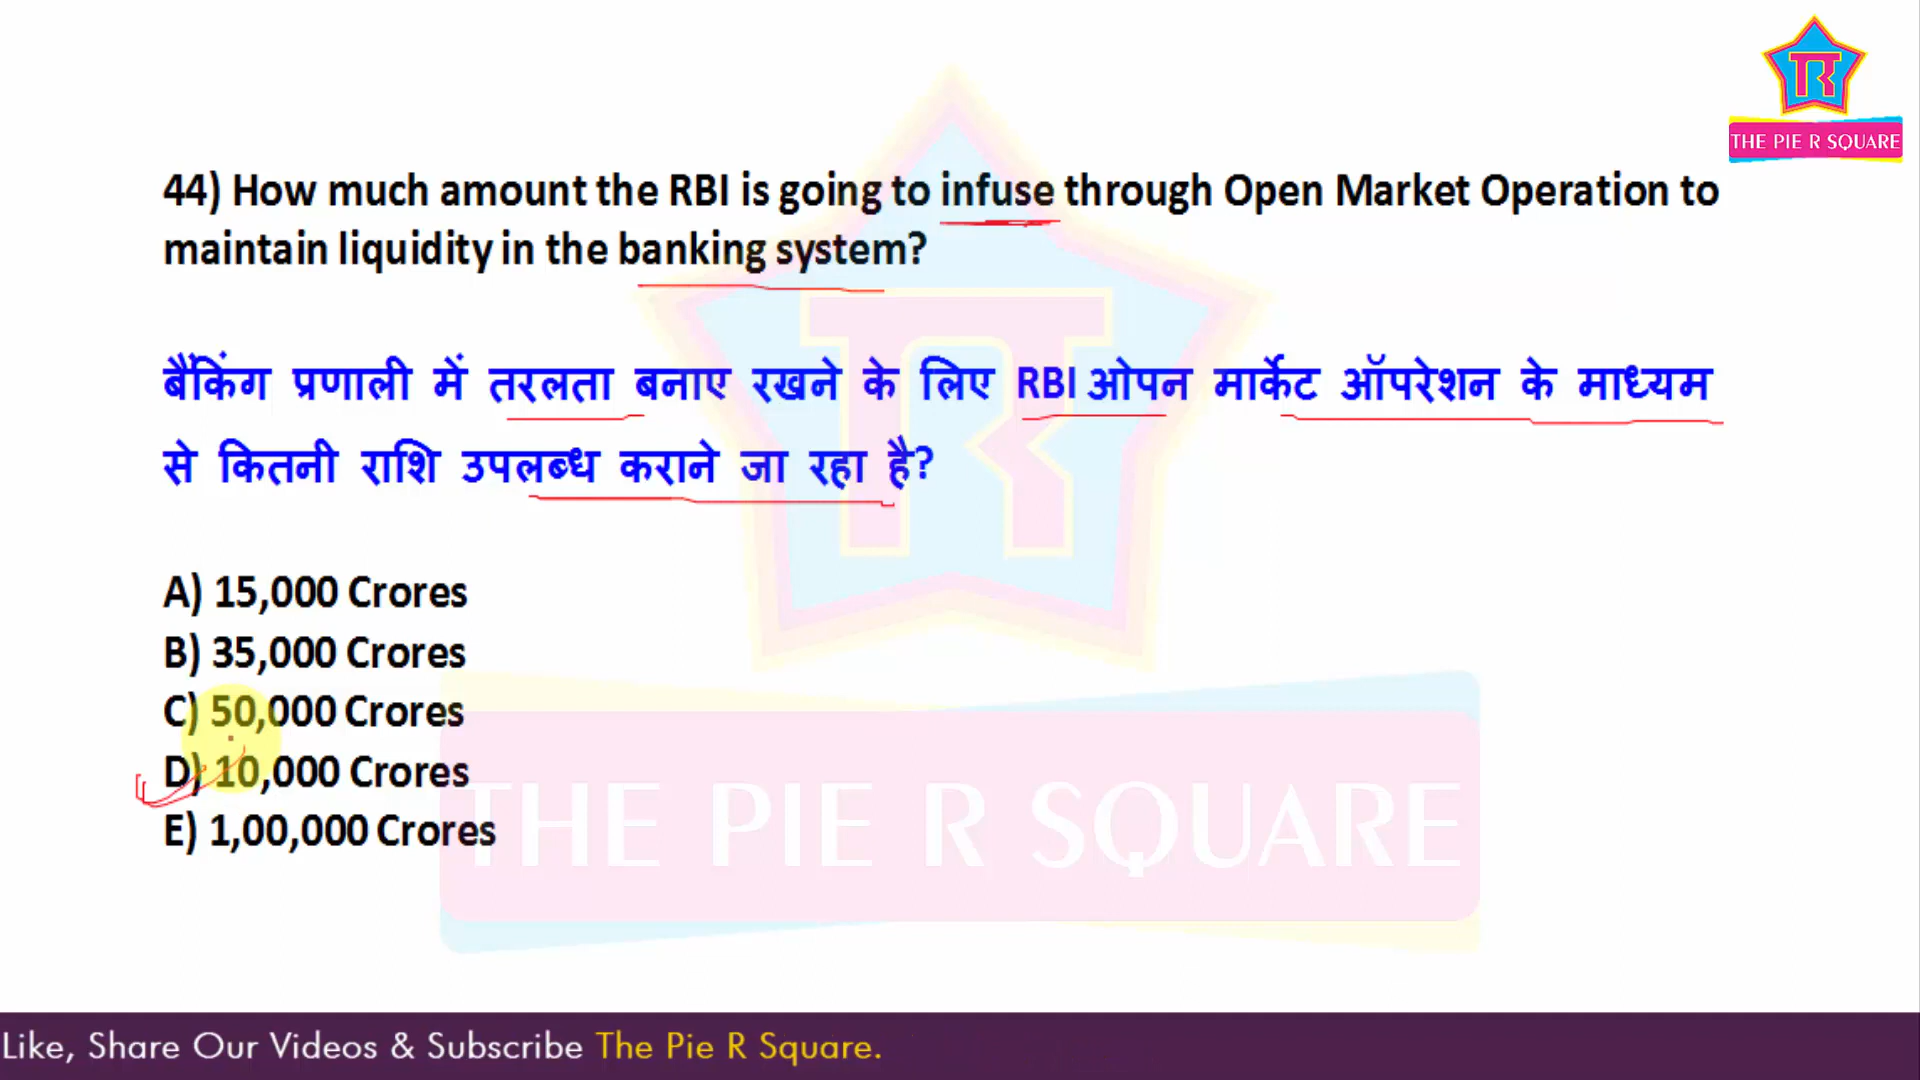 THE PIE R SQUARE
44) How much amount the RBI is going to infuse through Open Market Operation to
maintain liquidity in the banking system?
बैंकिंग प्रणाली में तरलता बनाए रखने के लिए RBI ओपन मार्केट ऑपरेशन के माध्यम
से कितनी राशि उपलब्ध कराने जा रहा है?
A) 15,000 Crores
B) 35,000 Crores
C) 50,000 Crores
D) 10,000 Crores
E) 1,00,000 Crores
THE PIE R SQUARE
Like, Share Our Videos & Subscribe The Pie R Square.